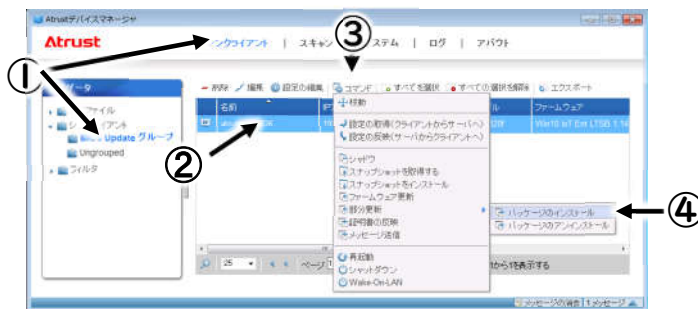 Atrustデバイスマネージャ
Atrust
シンクライアント | スキャン システム | ログ | アバウト
①
③
削除 編集 設定の編集 コマンド すべてを選択 すべての選択を解除 エクスポート
名前
ファームウェア
Win10 IoT Ent LTSB 1.14
Update グループ
Ungrouped
フィルタ
②
移動
設定の取得(クライアントからサーバへ)
設定の反映(サーバからクライアントへ)
シャドウ
スナップショットを取得する
スナップショットをインストール
ファームウェア更新
部分更新
証明書の反映
メッセージ送信
パッケージのインストール
パッケージのアンインストール
④
再起動
シャットダウン
Wake-On-LAN
25
ページ
1から1を表示する
メッセージの消音 | 1メッセージ